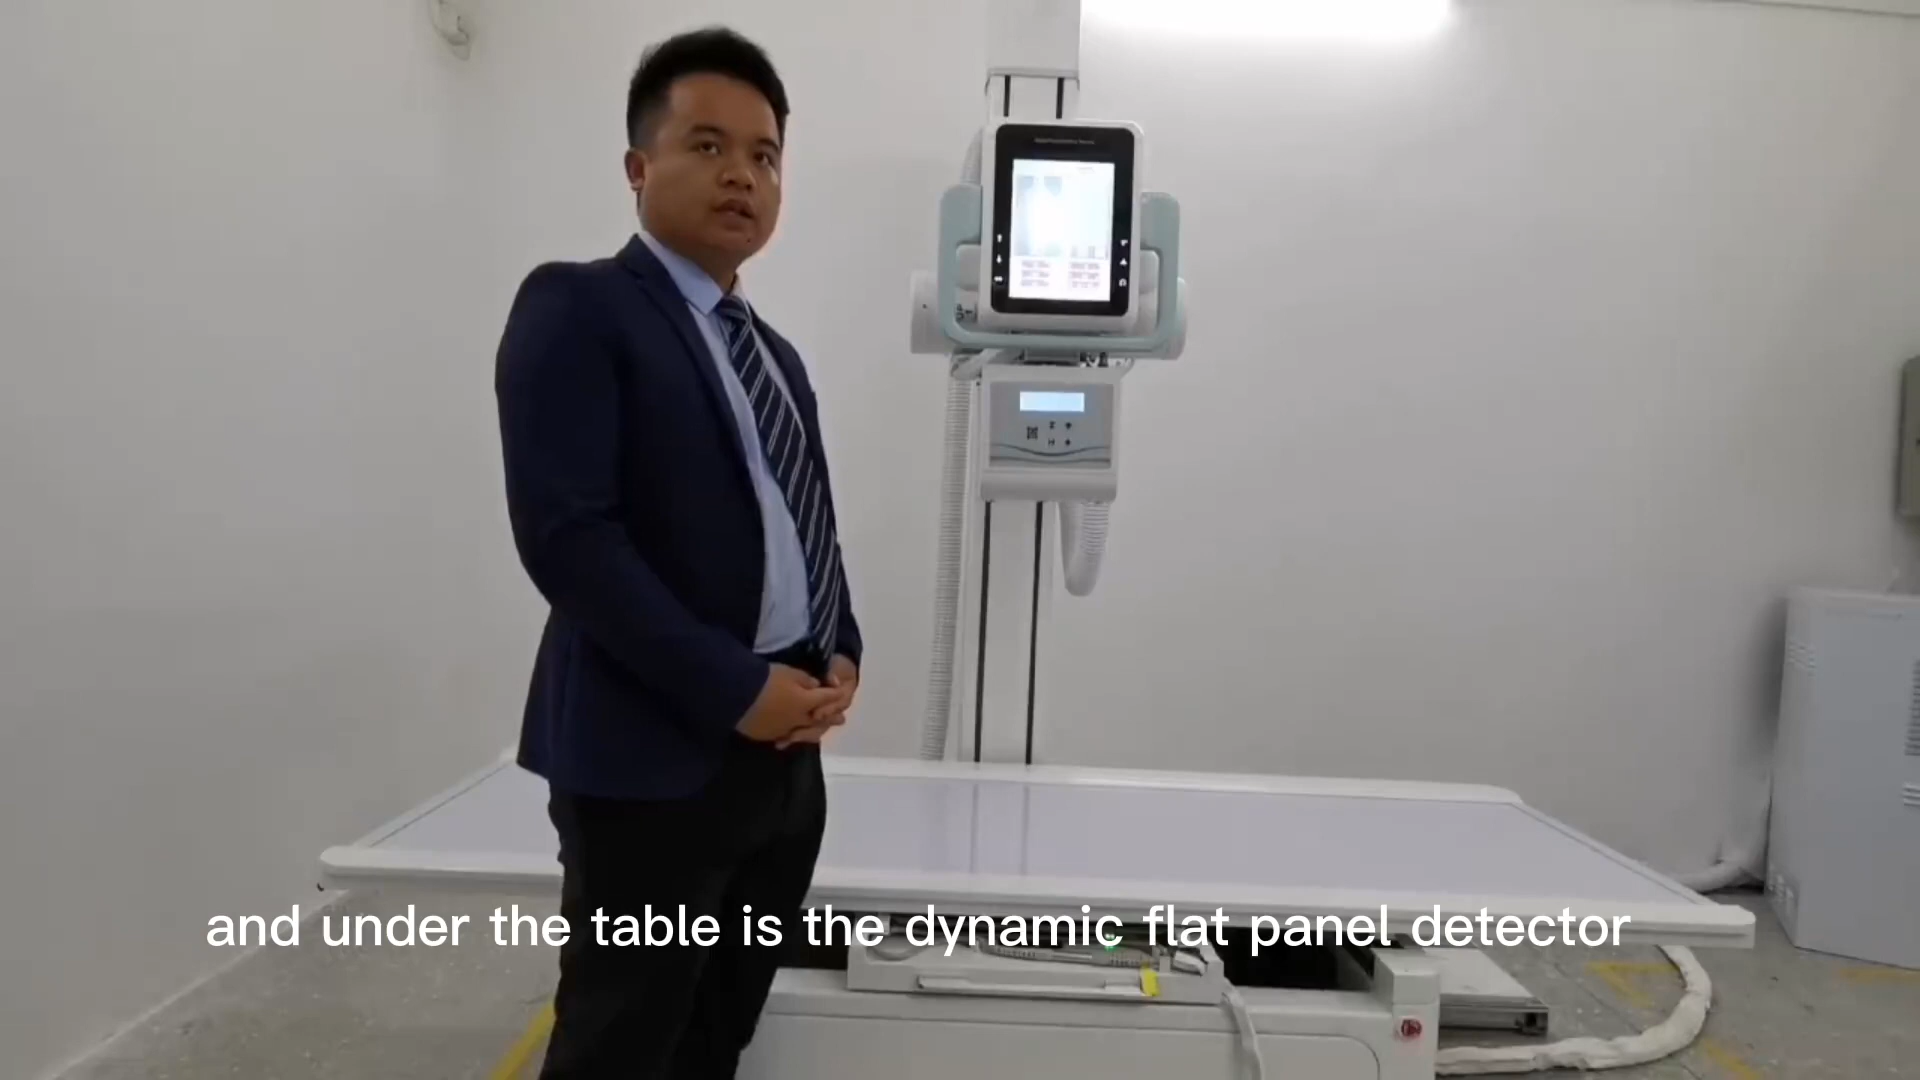 and under the table is the dynamic flat panel detector